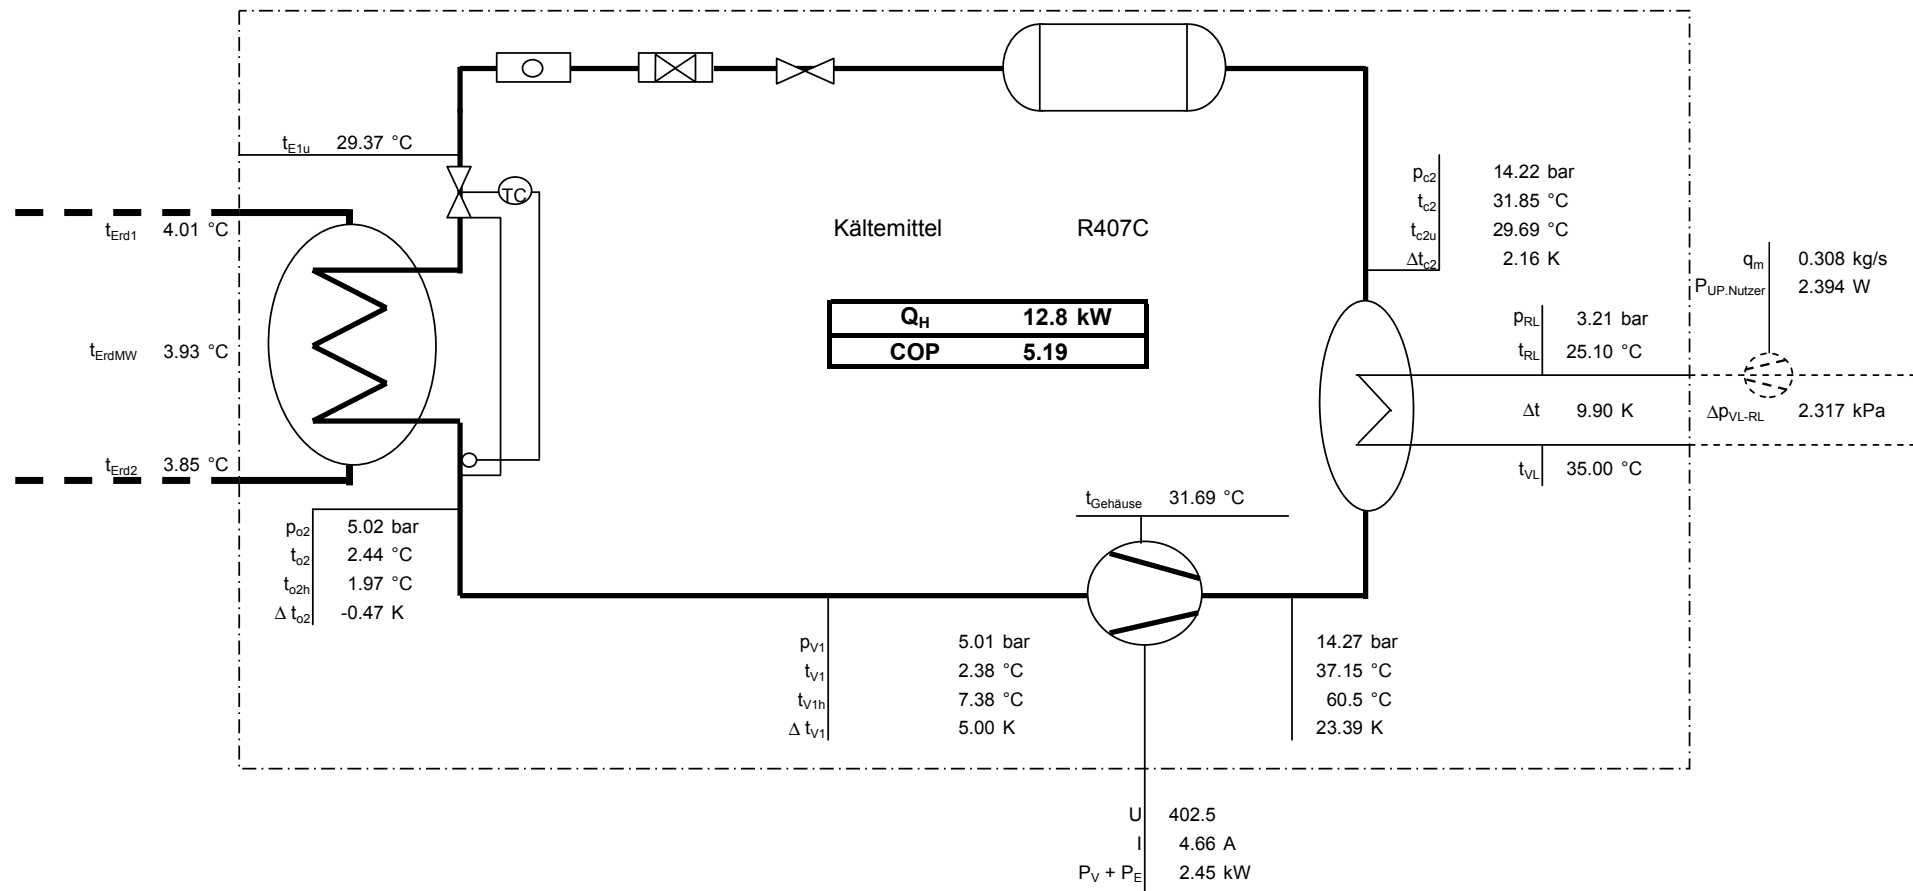 t_E1u 29.37 °C
TC
t_Erd1 4.01 °C
Kältemittel R407C
p_c2 14.22 bar
t_c2 31.85 °C
t_c2u 29.69 °C
Δt_c2 2.16 K
q_m 0.308 kg/s
P_UP.Nutzer 2.394 W
Q_H 12.8 kW
COP 5.19
p_RL 3.21 bar
t_RL 25.10 °C
t_ErdMW 3.93 °C
Δt 9.90 K
Δp_VL-RL 2.317 kPa
t_Erd2 3.85 °C
t_VL 35.00 °C
t_Gehäuse 31.69 °C
p_o2 5.02 bar
t_o2 2.44 °C
t_o2h 1.97 °C
Δ t_o2 -0.47 K
p_V1 5.01 bar
t_V1 2.38 °C
t_V1h 7.38 °C
Δ t_V1 5.00 K
14.27 bar
37.15 °C
60.5 °C
23.39 K
U 402.5
I 4.66 A
P_V + P_E 2.45 kW